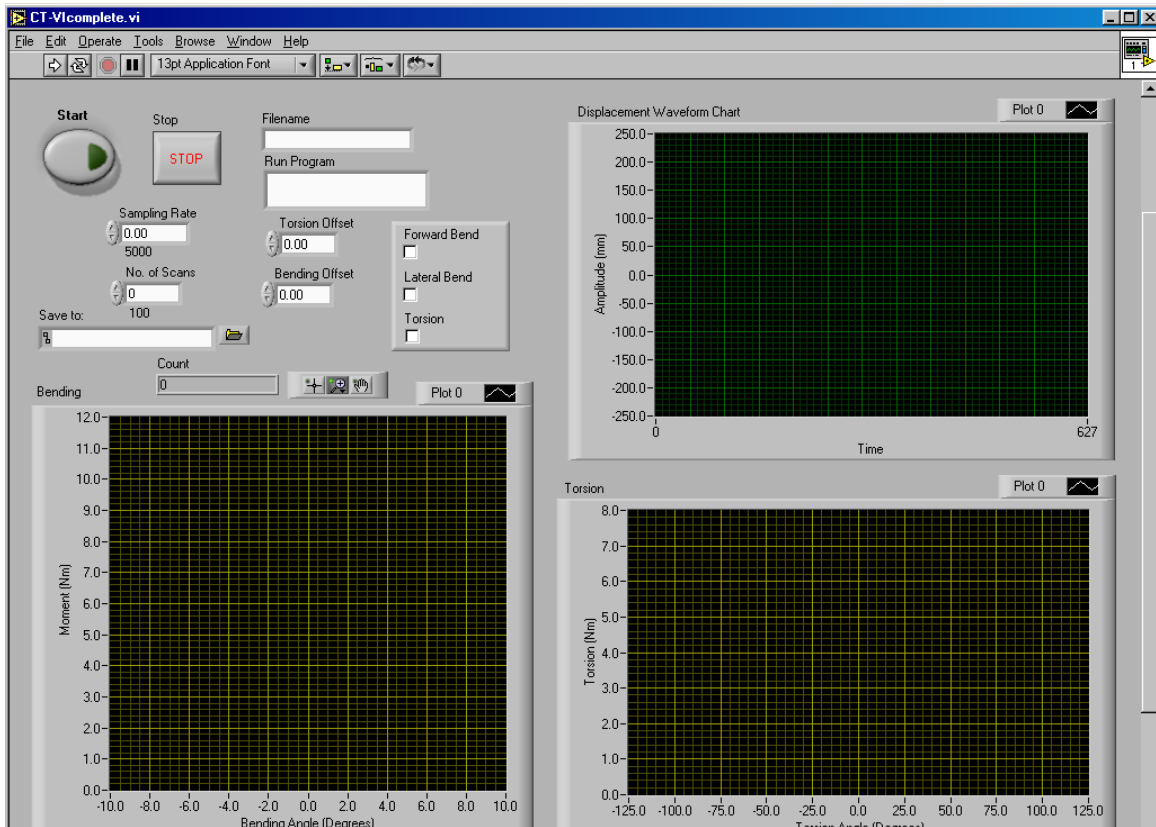 CT-VIcomplete.vi
File Edit Operate Tools Browse Window Help
13pt Application Font
1
Start
Stop
STOP
Filename
Run Program
Sampling Rate
0.00
5000
No. of Scans
0
100
Torsion Offset
0.00
Bending Offset
0.00
Forward Bend
Lateral Bend
Torsion
Save to:
Count
0
Displacement Waveform Chart
Plot 0
Amplitude (mm)
250.0
200.0
150.0
100.0
50.0
0.0
-50.0
-100.0
-150.0
-200.0
-250.0
0 627
Time
Bending
Plot 0
Moment (Nm)
12.0
11.0
10.0
9.0
8.0
7.0
6.0
5.0
4.0
3.0
2.0
1.0
0.0
-10.0 -8.0 -6.0 -4.0 -2.0 0.0 2.0 4.0 6.0 8.0 10.0
Bending Angle (Degrees)
Torsion
Plot 0
Torsion (Nm)
8.0
7.0
6.0
5.0
4.0
3.0
2.0
1.0
0.0
-125.0 -100.0 -75.0 -50.0 -25.0 0.0 25.0 50.0 75.0 100.0 125.0
Torsion Angle (Degrees)